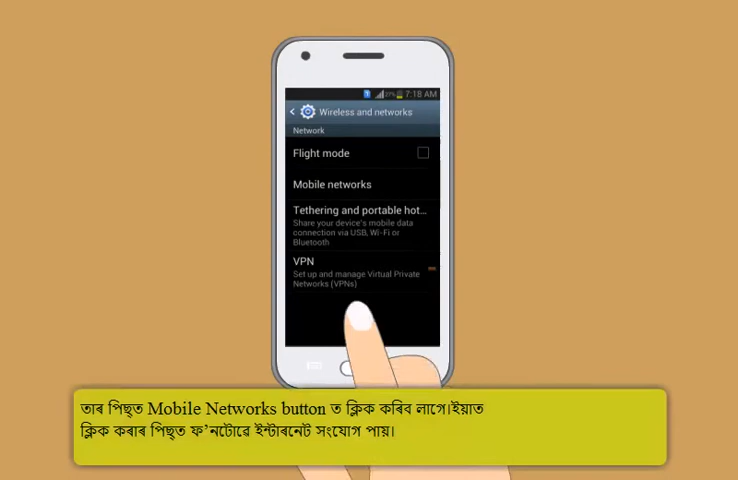 7:18 AM
Wireless and networks
Network
Flight mode
Mobile networks
Tethering and portable hot...
Share your device's mobile data
connection via USB, Wi-Fi or
Bluetooth
VPN
Set up and manage Virtual Private
Networks (VPNs)
তাৰ পিছ্ত Mobile Networks button ত ক্লিক কৰিব লাগে।ইয়াত
ক্লিক কৰাৰ পিছ্ত ফ’নটোৱে ইন্টাৰনেট সংযোগ পায়।